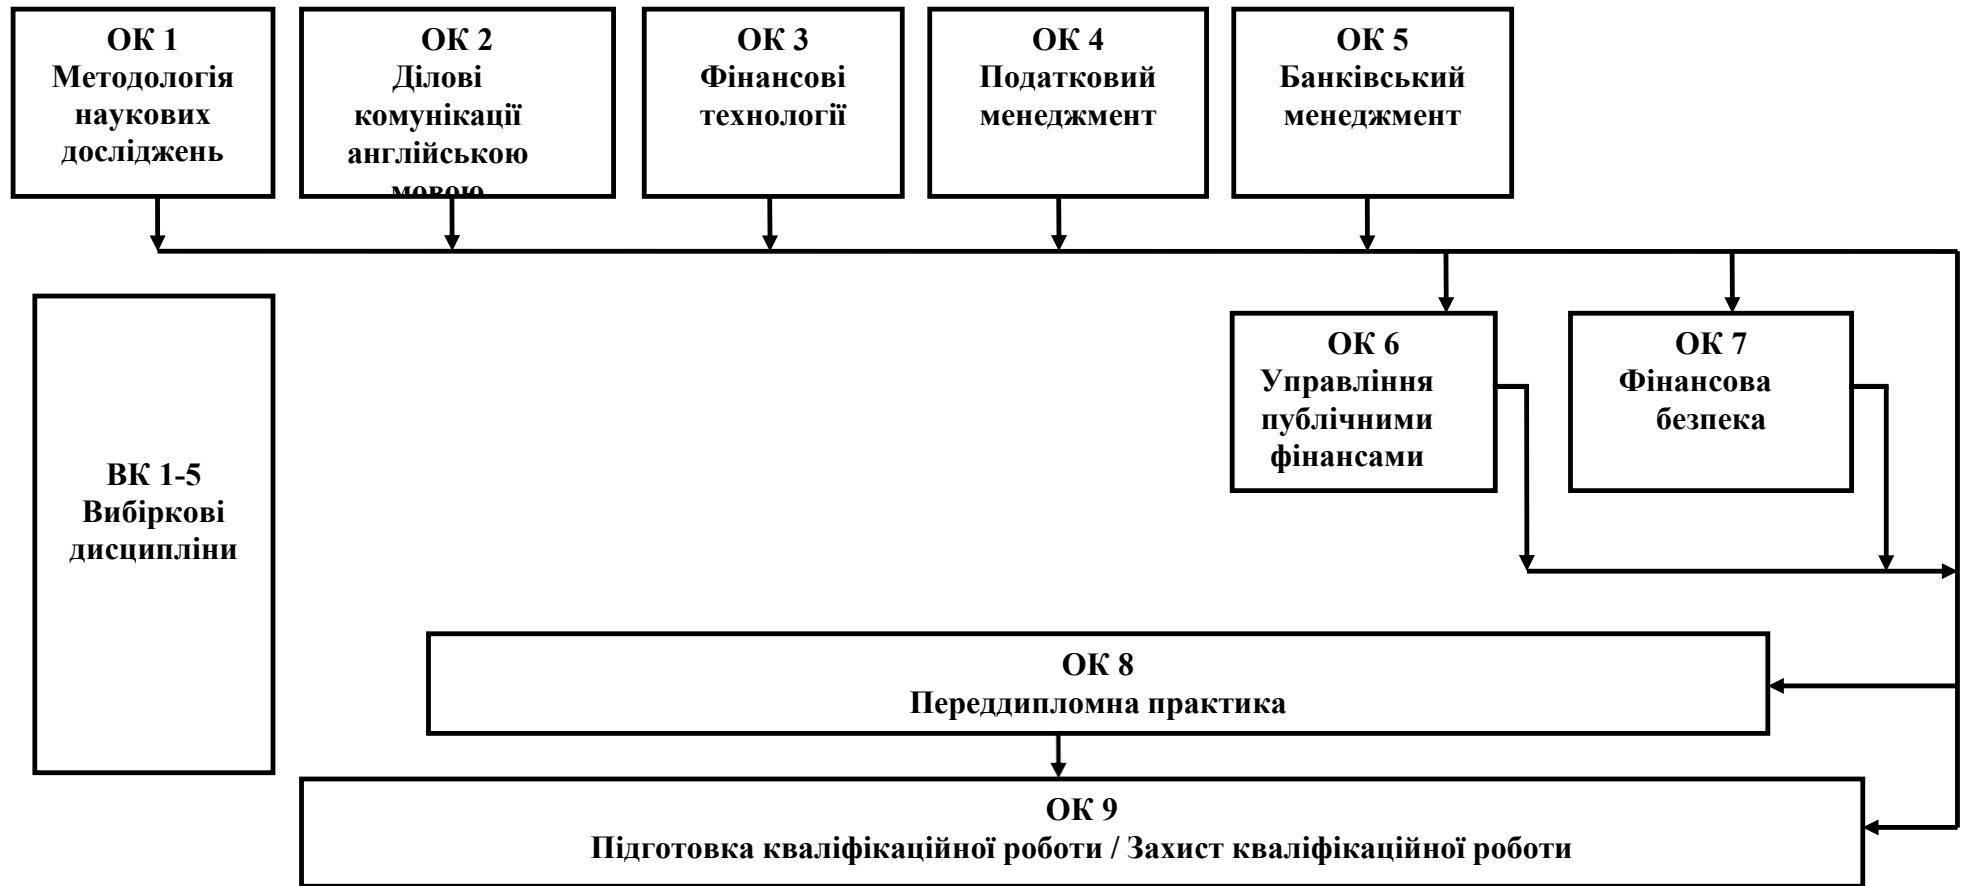 ОК 1
Методологія
наукових
досліджень
ОК 2
Ділові
комунікації
англійською
мовою
ОК 3
Фінансові
технології
ОК 4
Податковий
менеджмент
ОК 5
Банківський
менеджмент
ОК 6
Управління
публічними
фінансами
ОК 7
Фінансова
безпека
ВК 1-5
Вибіркові
дисципліни
ОК 8
Переддипломна практика
ОК 9
Підготовка кваліфікаційної роботи / Захист кваліфікаційної роботи